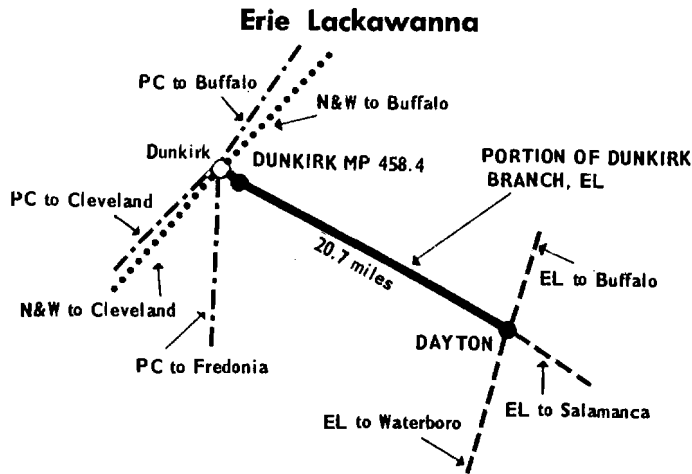 Erie Lackawanna
PC to Buffalo
N&W to Buffalo
Dunkirk
DUNKIRK MP 458.4
PORTION OF DUNKIRK
BRANCH, EL
PC to Cleveland
20.7 miles
EL to Buffalo
N&W to Cleveland
DAYTON
PC to Fredonia
EL to Salamanca
EL to Waterboro